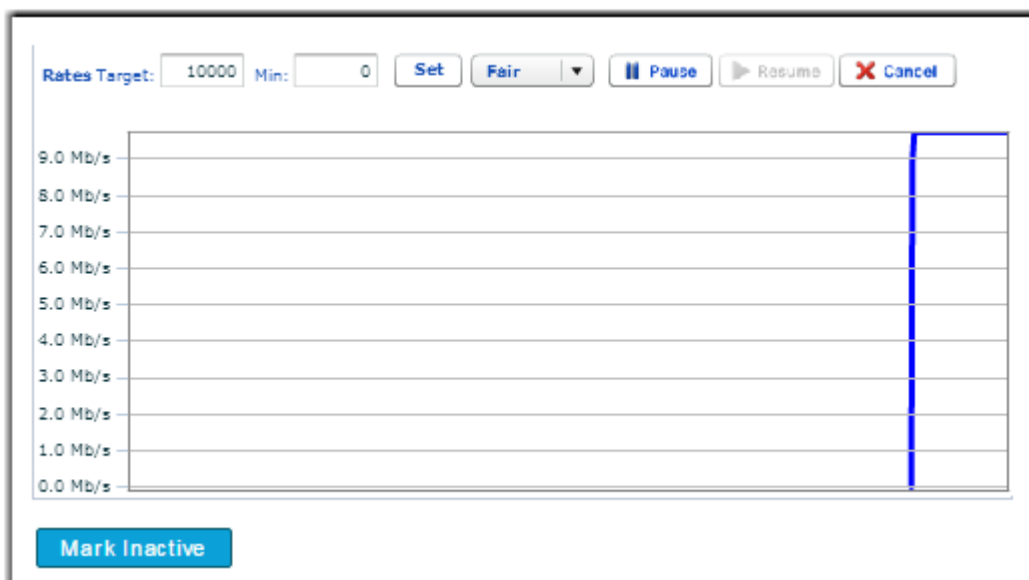 Rates Target: 10000 Min: 0 Set Fair Pause Resume Cancel
9.0 Mb/s
8.0 Mb/s
7.0 Mb/s
6.0 Mb/s
5.0 Mb/s
4.0 Mb/s
3.0 Mb/s
2.0 Mb/s
1.0 Mb/s
0.0 Mb/s
Mark Inactive